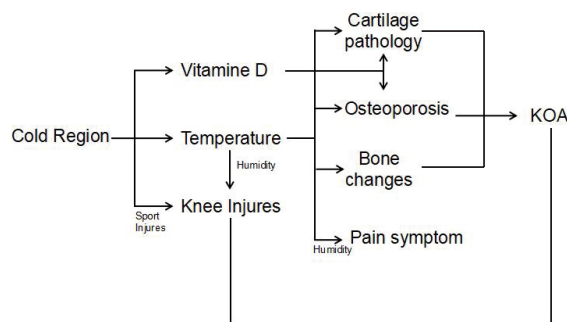 Cartilage
pathology
Vitamine D
Osteoporosis
KOA
Cold Region
Temperature
Humidity
Bone
changes
Sport
Injures
Knee Injures
Humidity
Pain symptom